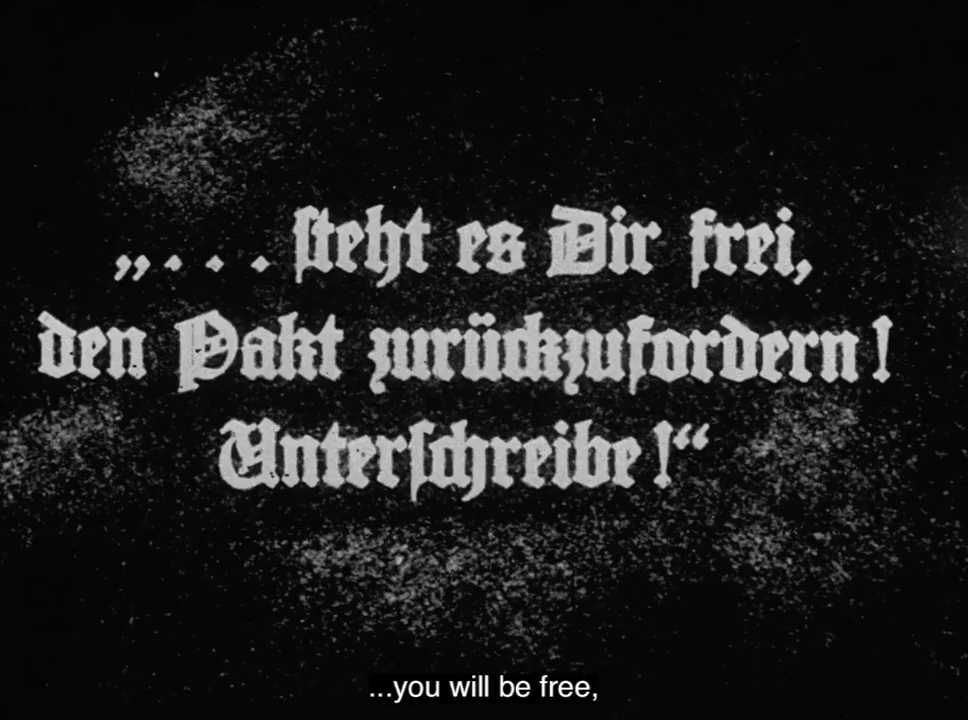 „. . . steht es Dir frei,
den Pakt zurückzufordern!
Unterschreibe!“
...you will be free,